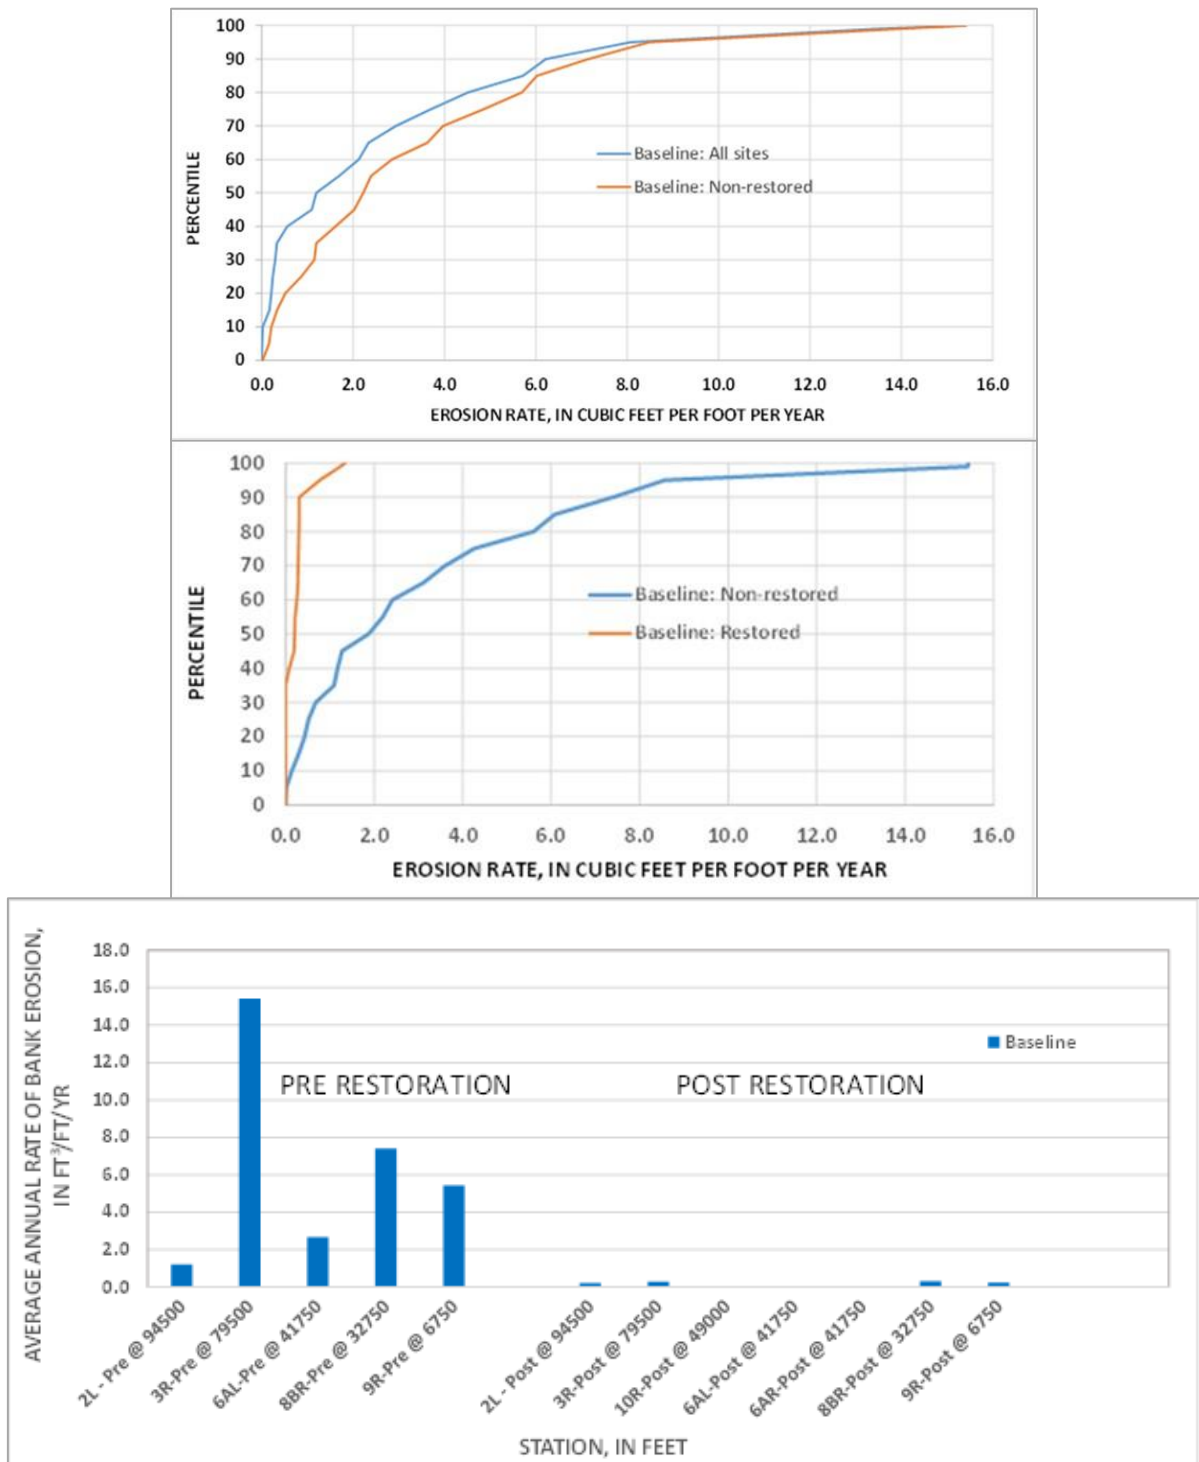 100
90
80
70
60
50
40
30
20
10
0
PERCENTILE
Baseline: All sites
Baseline: Non-restored
0.0 2.0 4.0 6.0 8.0 10.0 12.0 14.0 16.0
EROSION RATE, IN CUBIC FEET PER FOOT PER YEAR
100
90
80
70
60
50
40
30
20
10
0
PERCENTILE
Baseline: Non-restored
Baseline: Restored
0.0 2.0 4.0 6.0 8.0 10.0 12.0 14.0 16.0
EROSION RATE, IN CUBIC FEET PER FOOT PER YEAR
AVERAGE ANNUAL RATE OF BANK EROSION,
IN FT³/FT/YR
18.0
16.0
14.0
12.0
10.0
8.0
6.0
4.0
2.0
0.0
Baseline
PRE RESTORATION
POST RESTORATION
2L - Pre @ 94500
3R-Pre @ 79500
6AL-Pre @ 41750
8BR-Pre @ 32750
9R-Pre @ 6750
2L - Post @ 94500
3R-Post @ 79500
10R-Post @ 49000
6AL-Post @ 41750
6AR-Post @ 41750
8BR-Post @ 32750
9R-Post @ 6750
STATION, IN FEET